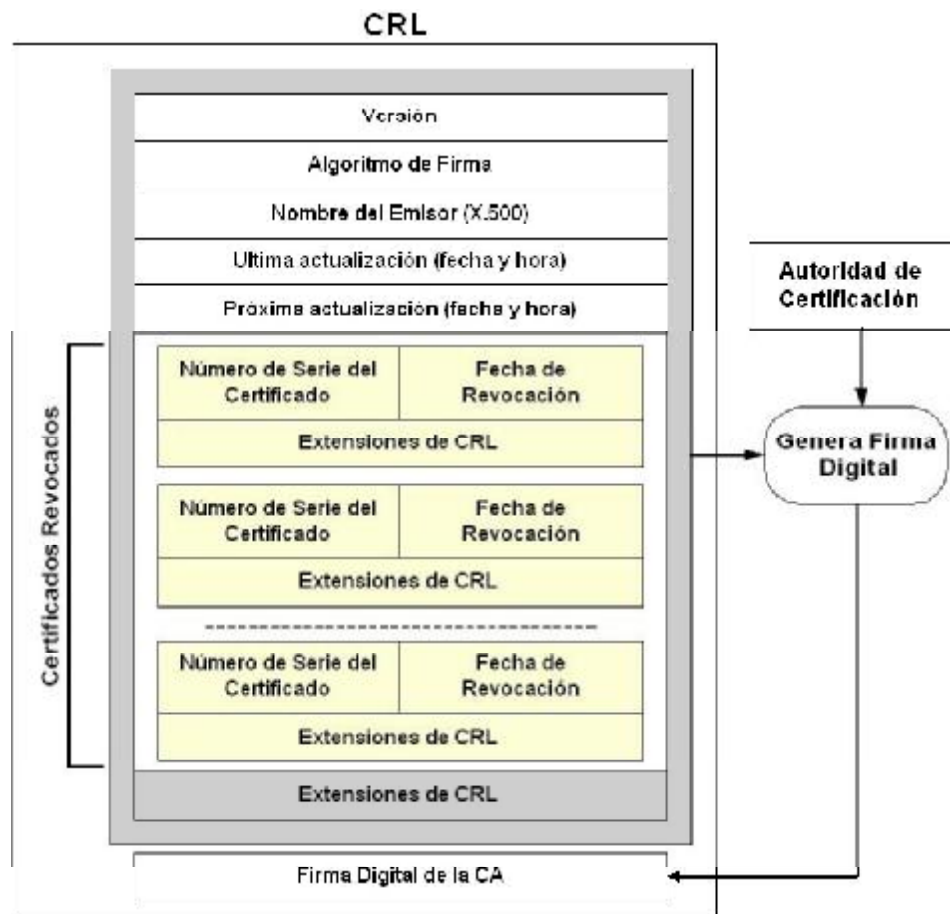 CRL
Versión
Algoritmo de Firma
Nombre del Emisor (X.500)
Ultima actualización (fecha y hora)
Próxima actualización (fecha y hora)
Autoridad de
Certificación
Certificados Revocados
Número de Serie del
Certificado
Fecha de
Revocación
Extensiones de CRL
Genera Firma
Digital
Número de Serie del
Certificado
Fecha de
Revocación
Extensiones de CRL
Número de Serie del
Certificado
Fecha de
Revocación
Extensiones de CRL
Extensiones de CRL
Firma Digital de la CA